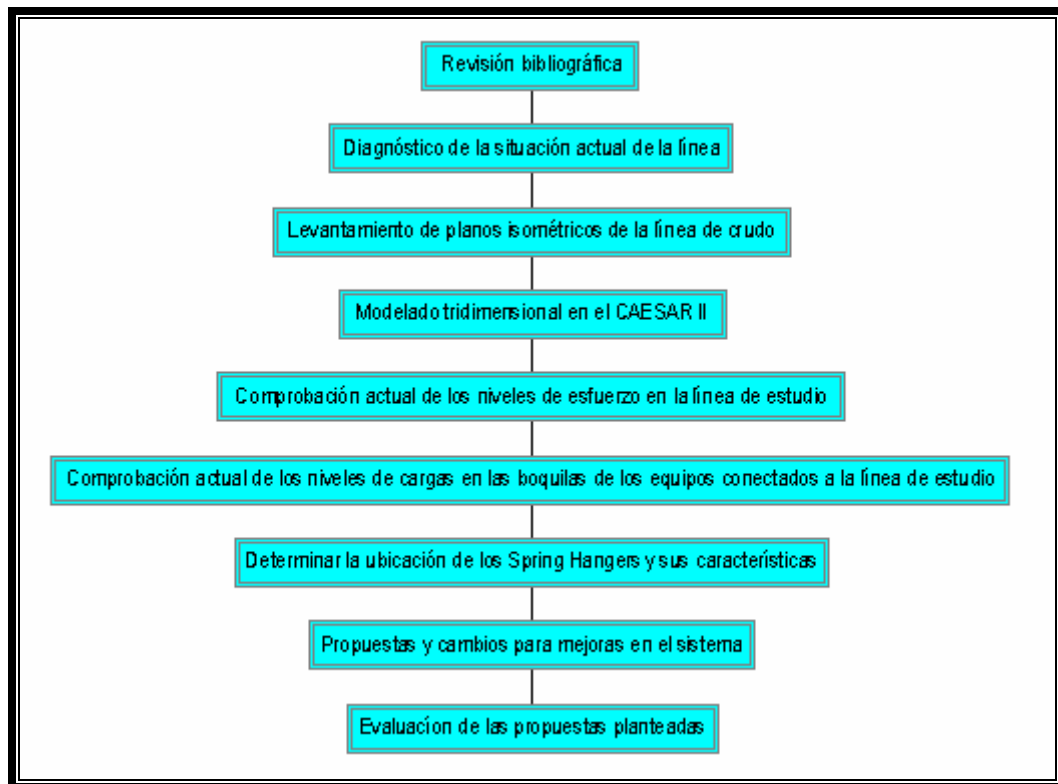 Revisión bibliográfica
Diagnóstico de la situación actual de la línea
Levantamiento de planos isométricos de la línea de crudo
Modelado tridimensional en el CAESAR II
Comprobación actual de los niveles de esfuerzo en la línea de estudio
Comprobación actual de los niveles de cargas en las boquilas de los equipos conectados a la línea de estudio
Determinar la ubicación de los Spring Hangers y sus características
Propuestas y cambios para mejoras en el sistema
Evaluacíon de las propuestas planteadas